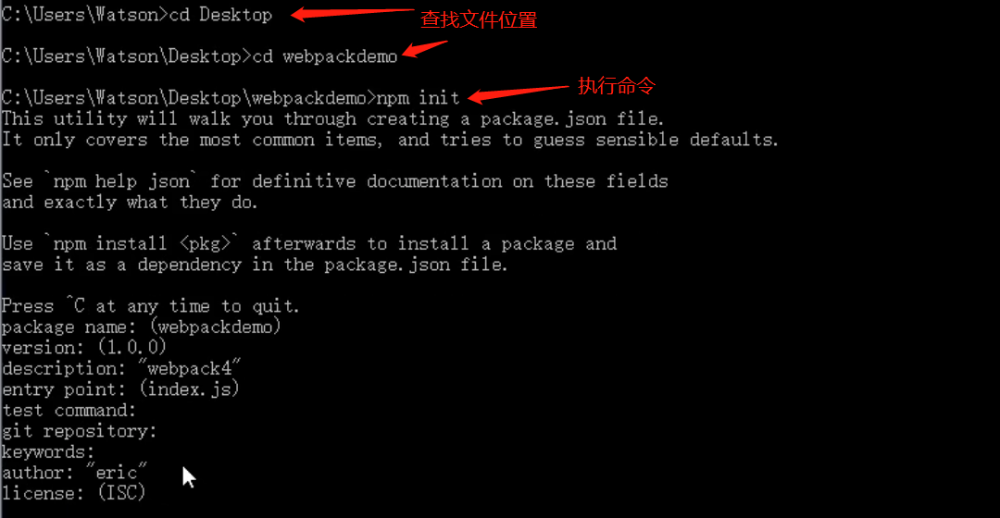 C:\Users\Watson>cd Desktop
查找文件位置
C:\Users\Watson\Desktop>cd webpackdemo
C:\Users\Watson\Desktop\webpackdemo>npm init
执行命令
This utility will walk you through creating a package.json file.
It only covers the most common items, and tries to guess sensible defaults.
See `npm help json` for definitive documentation on these fields
and exactly what they do.
Use `npm install <pkg>` afterwards to install a package and
save it as a dependency in the package.json file.
Press ^C at any time to quit.
package name: (webpackdemo)
version: (1.0.0)
description: "webpack4"
entry point: (index.js)
test command:
git repository:
keywords:
author: "eric"
license: (ISC)